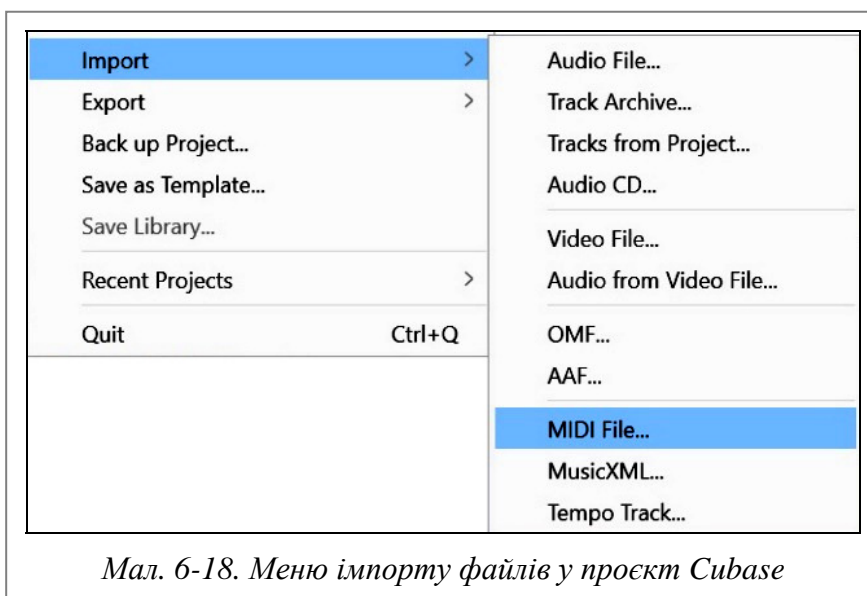 Import >
Export >
Back up Project...
Save as Template...
Save Library...
Recent Projects >
Quit Ctrl+Q
Audio File...
Track Archive...
Tracks from Project...
Audio CD...
Video File...
Audio from Video File...
OMF...
AAF...
MIDI File...
MusicXML...
Tempo Track...
Мал. 6-18. Меню імпорту файлів у проєкт Cubase